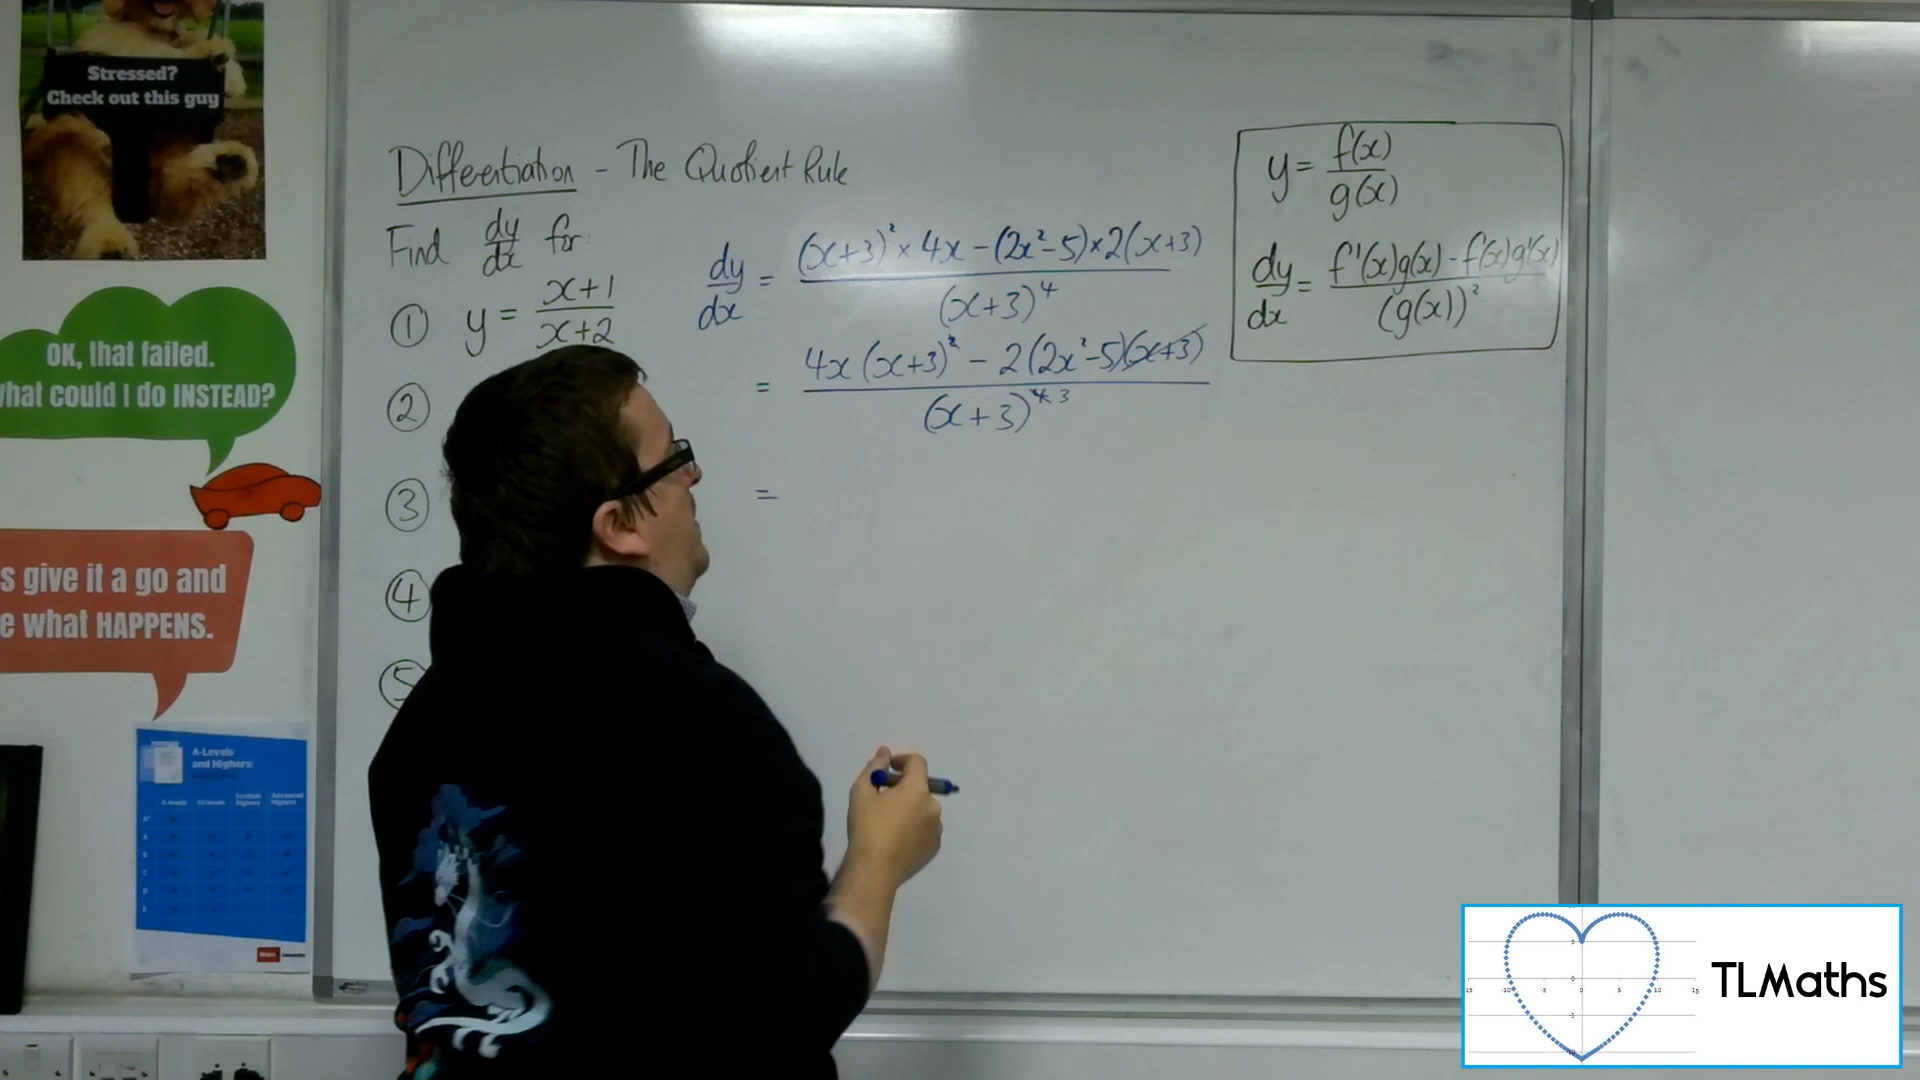 Stressed?
Check out this guy
OK, that failed.
What could I do INSTEAD?
s give it a go and
e what HAPPENS.
A-Levels
and Highers:
Differentiation - The Quotient Rule
Find dy/dx for:
① y = x+1/x+2
②
③
④
⑤
dy/dx = (x+3)²×4x-(2x²-5)×2(x+3)/(x+3)⁴
= 4x(x+3)² - 2(2x²-5)(x+3)/(x+3)⁴ ³
=
y = f(x)/g(x)
dy/dx = f'(x)g(x) - f(x)g'(x)/(g(x))²
TLMaths